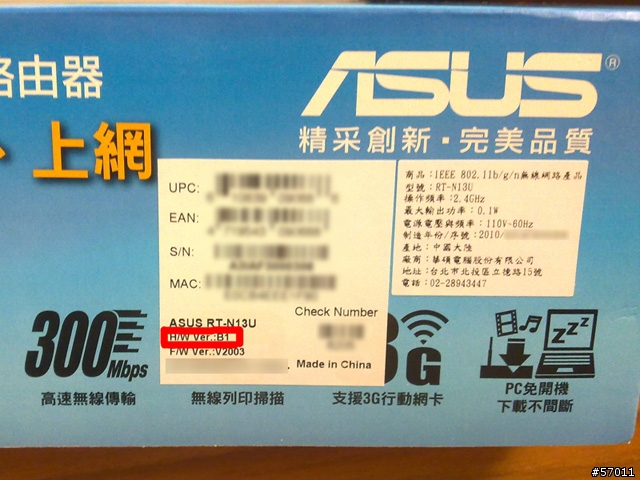 路由器
ASUS®
精采創新・完美品質
、上網
UPC:
EAN:
S/N:
MAC:
Check Number
ASUS RT-N13U
H/W Ver.:B1
F/W Ver.:V2003
Made in China
商品:IEEE 802.11b/g/n無線網路產品
型號:RT-N13U
操作頻率:2.4GHz
最大輸出功率:0.1W
電源電壓與頻率:110V~60Hz
制造年份/序號:2010/
產地:中國大陸
廠商:華碩電腦股份有限公司
地址:台北市北投區立德路15號
電話:02-28943447
300Mbps
高速無線傳輸
無線列印掃描
3G
支援3G行動網卡
ZZZ
PC免開機
下載不間斷
#57011